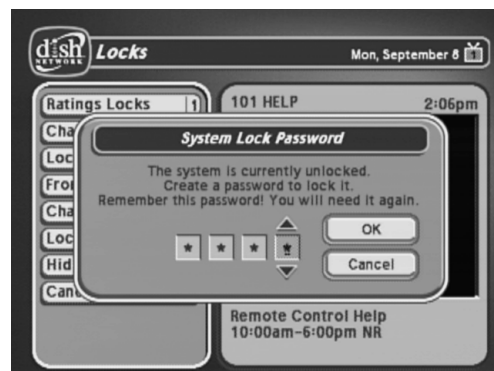 dish
NETWORK
Locks
Mon, September 8 1
Ratings Locks 1
101 HELP 2:06pm
Cha
Loc
Fro
Cha
Loc
Hid
Canc
System Lock Password
The system is currently unlocked.
Create a password to lock it.
Remember this password! You will need it again.
* * * *
OK
Cancel
Remote Control Help
10:00am-6:00pm NR